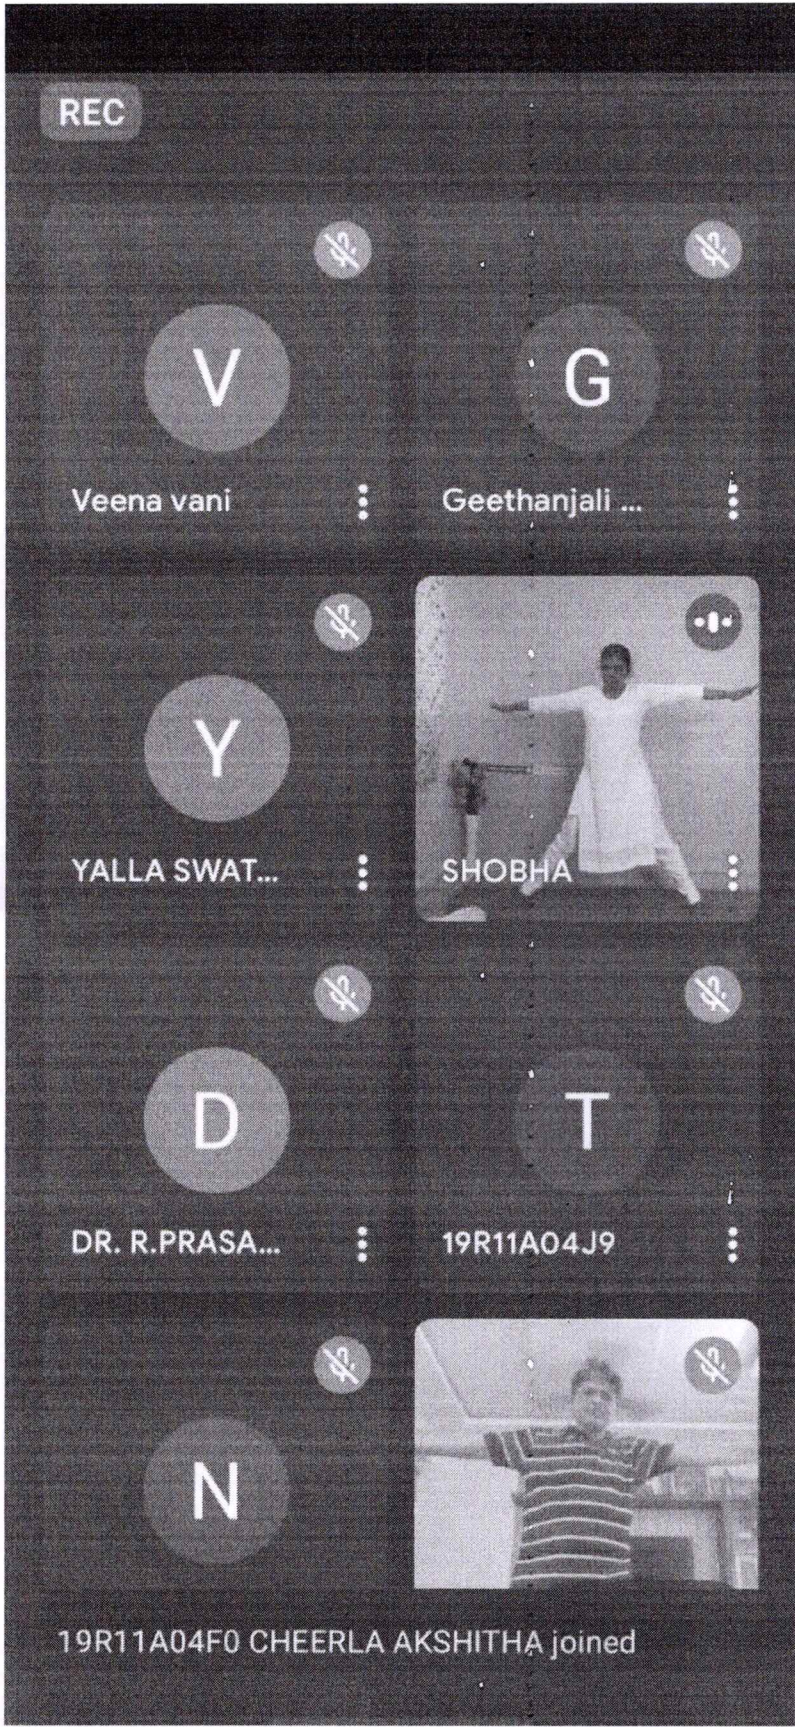 REC
V
G
Veena vani
Geethanjali ...
Y
YALLA SWAT...
SHOBHA
D
T
DR. R.PRASA...
19R11A04J9
N
19R11A04F0 CHEERLA AKSHITHA joined